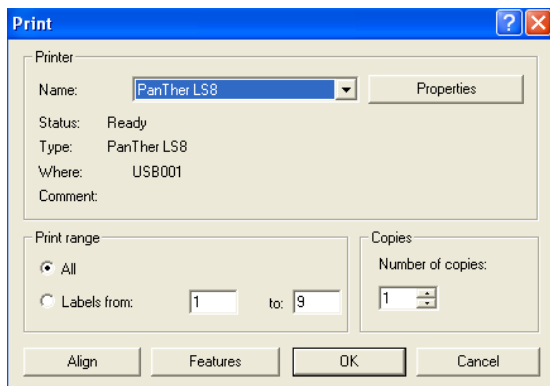 Print
Printer
Name: PanTher LS8 Properties
Status: Ready
Type: PanTher LS8
Where: USB001
Comment:
Print range
All
Labels from: 1 to: 9
Copies
Number of copies:
1
Align Features OK Cancel